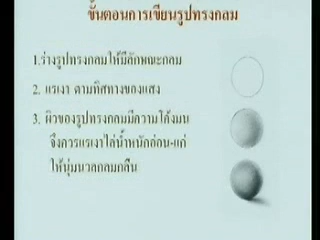 ขั้นตอนการเขียนรูปทรงกลม
1.ร่างรูปทรงกลมให้มีลักษณะกลม
2. แรเงา ตามทิศทางของแสง
3. ผิวของรูปทรงกลมมีความโค้งมน
จึงควรแรเงาไล่น้ำหนักอ่อน-แก่
ให้นุ่มนวลกลมกลืน